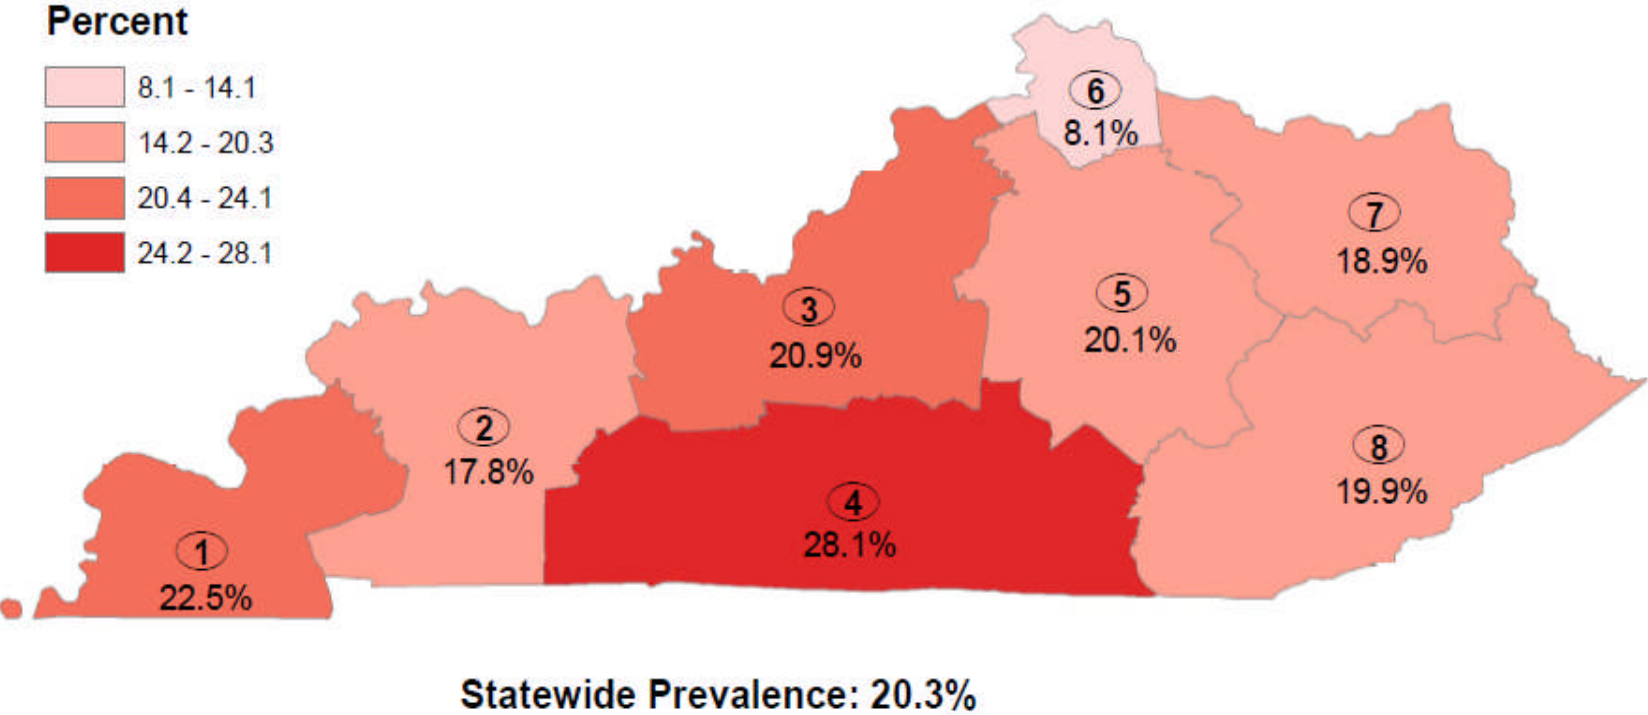 Percent
8.1 - 14.1
14.2 - 20.3
20.4 - 24.1
24.2 - 28.1
6
8.1%
7
18.9%
3
20.9%
5
20.1%
2
17.8%
8
19.9%
4
28.1%
1
22.5%
Statewide Prevalence: 20.3%